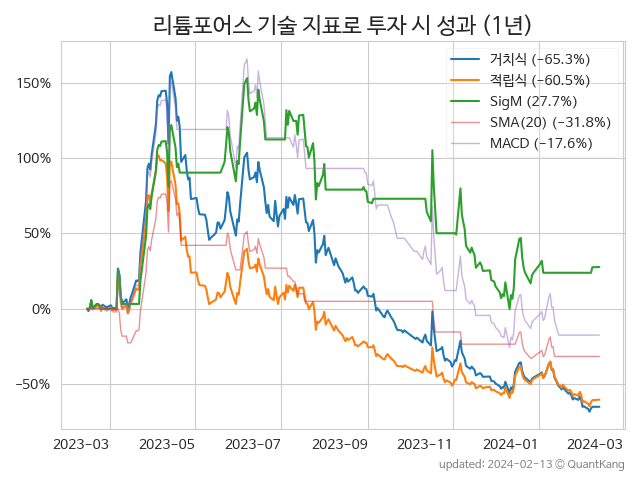 리튬포어스 기술 지표로 투자 시 성과 (1년)
거치식 (−65.3%)
적립식 (−60.5%)
SigM (27.7%)
SMA(20) (−31.8%)
MACD (−17.6%)
150%
100%
50%
0%
−50%
2023-03 2023-05 2023-07 2023-09 2023-11 2024-01 2024-03
updated: 2024-02-13 ⓒ QuantKang